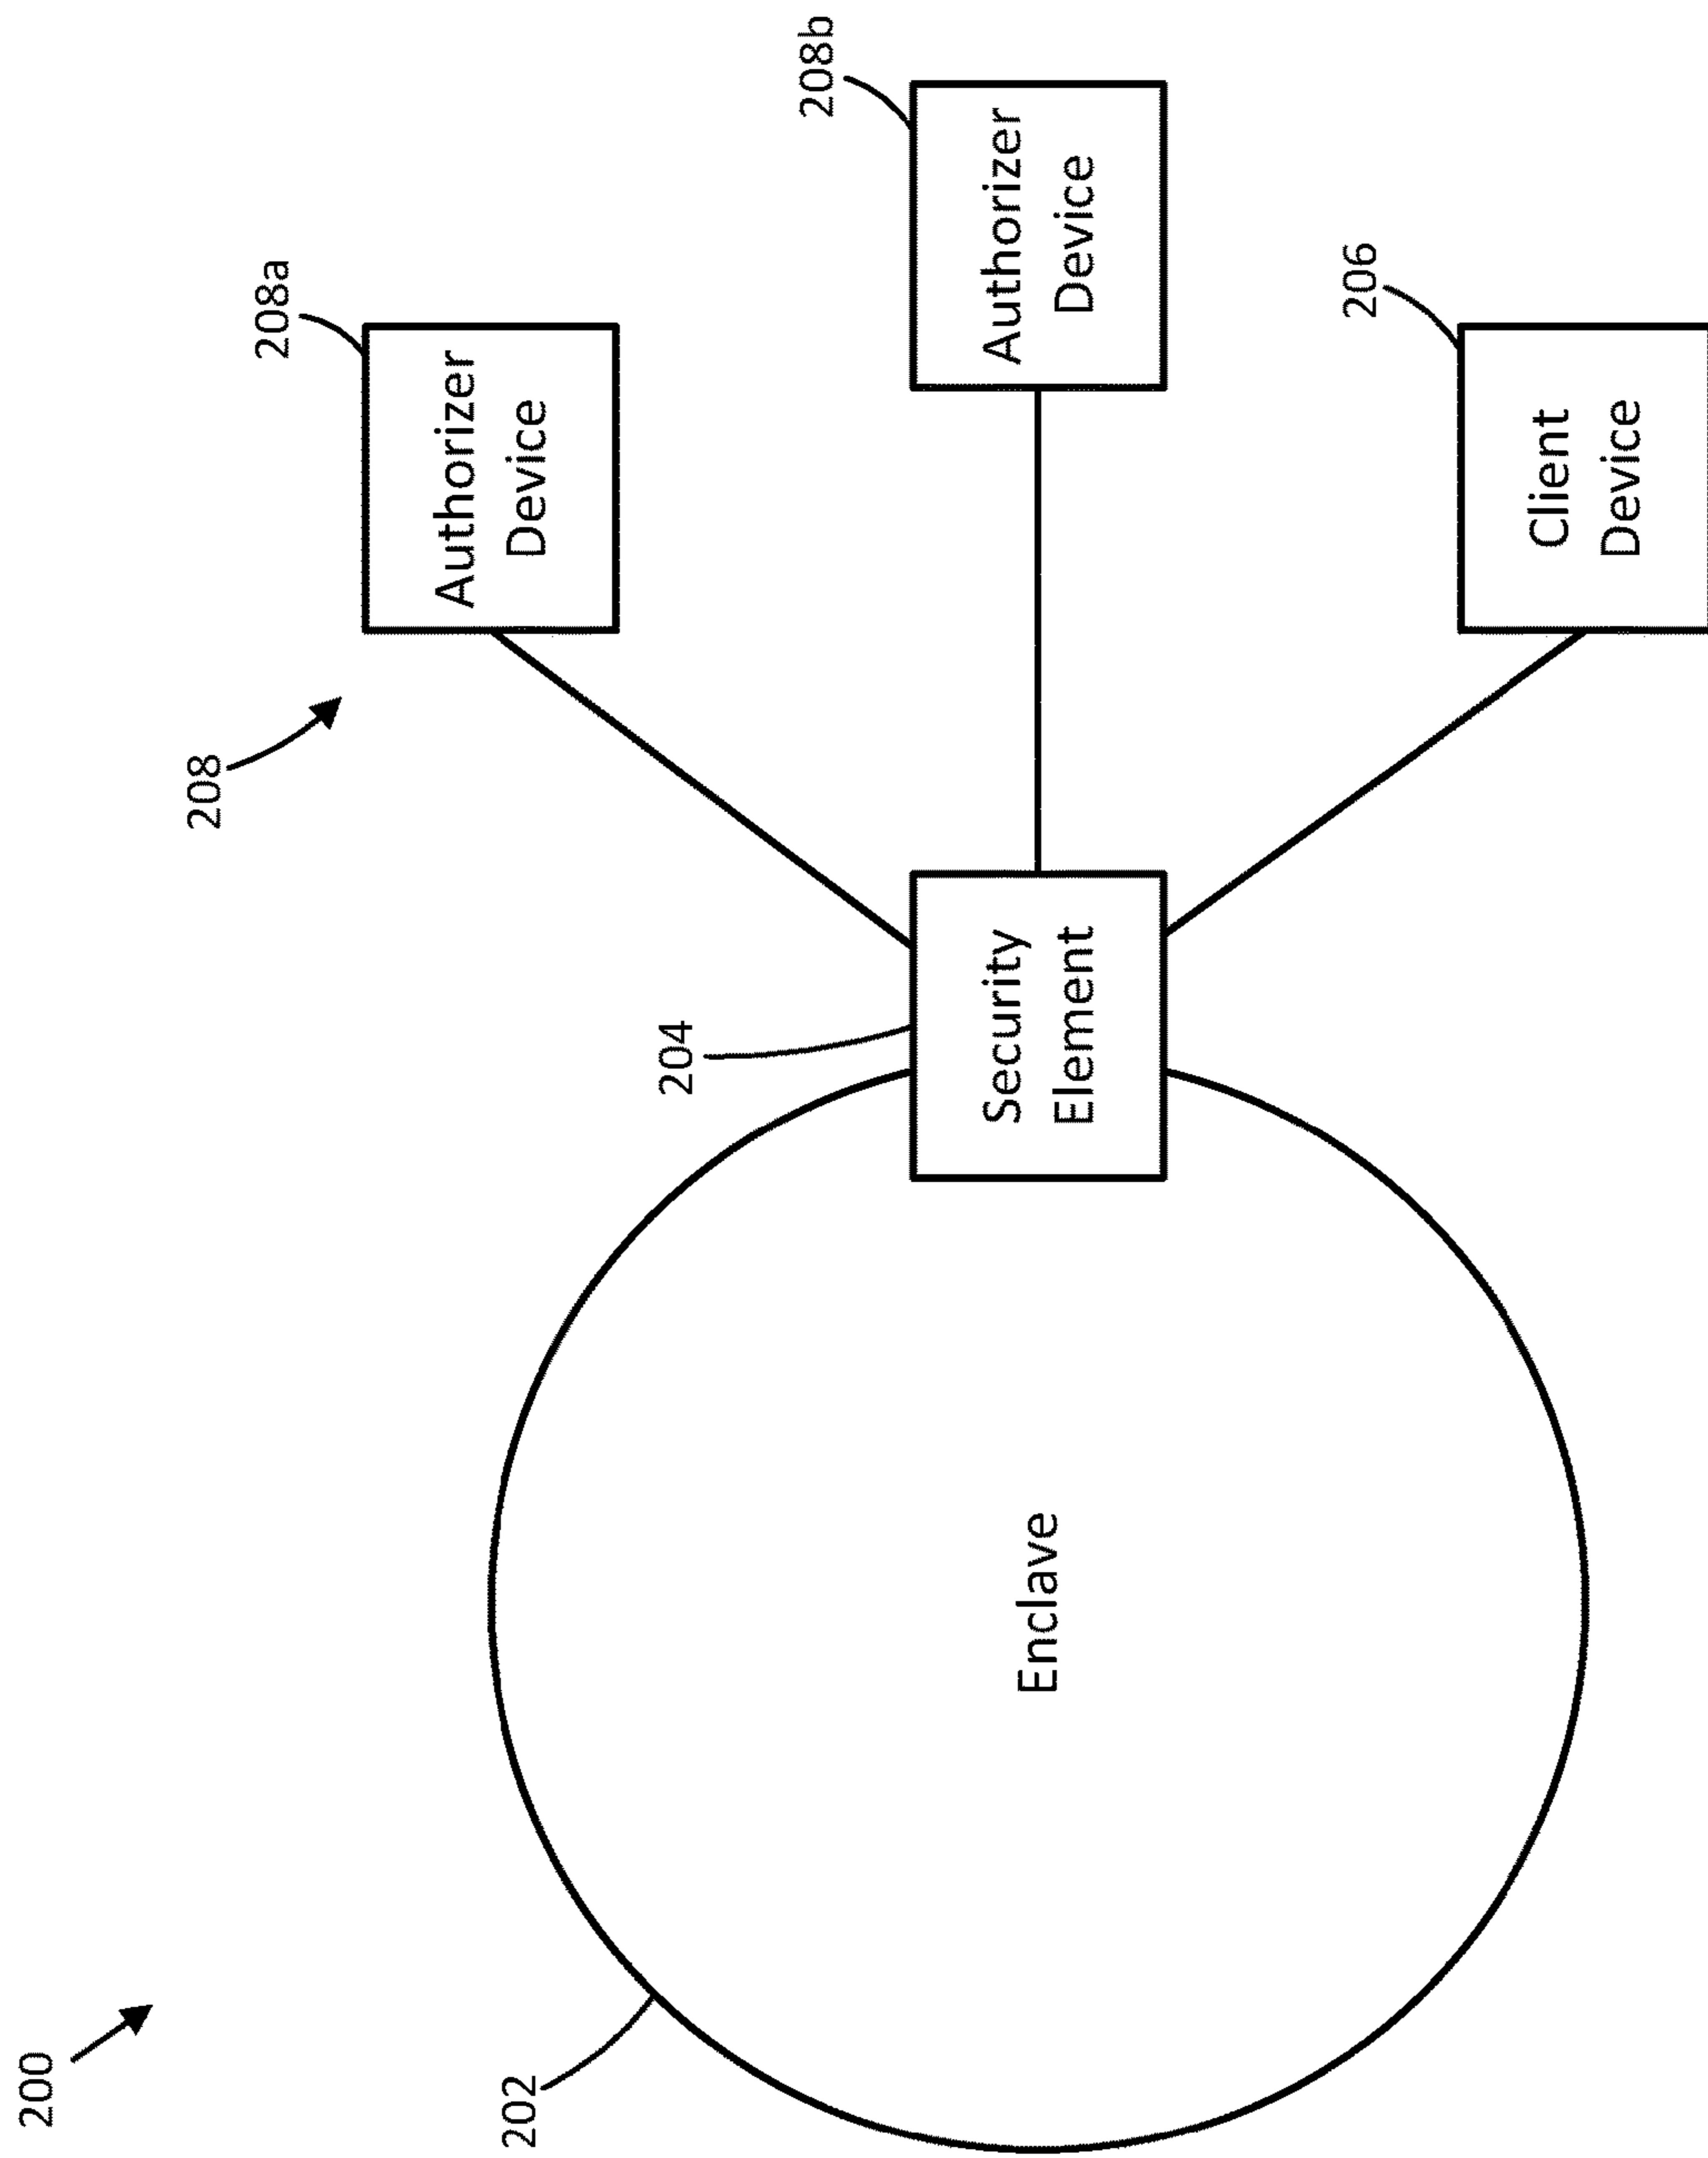 200
202
Enclave
204
Security
Element
208
208a
Authorizer
Device
208b
Authorizer
Device
206
Client
Device